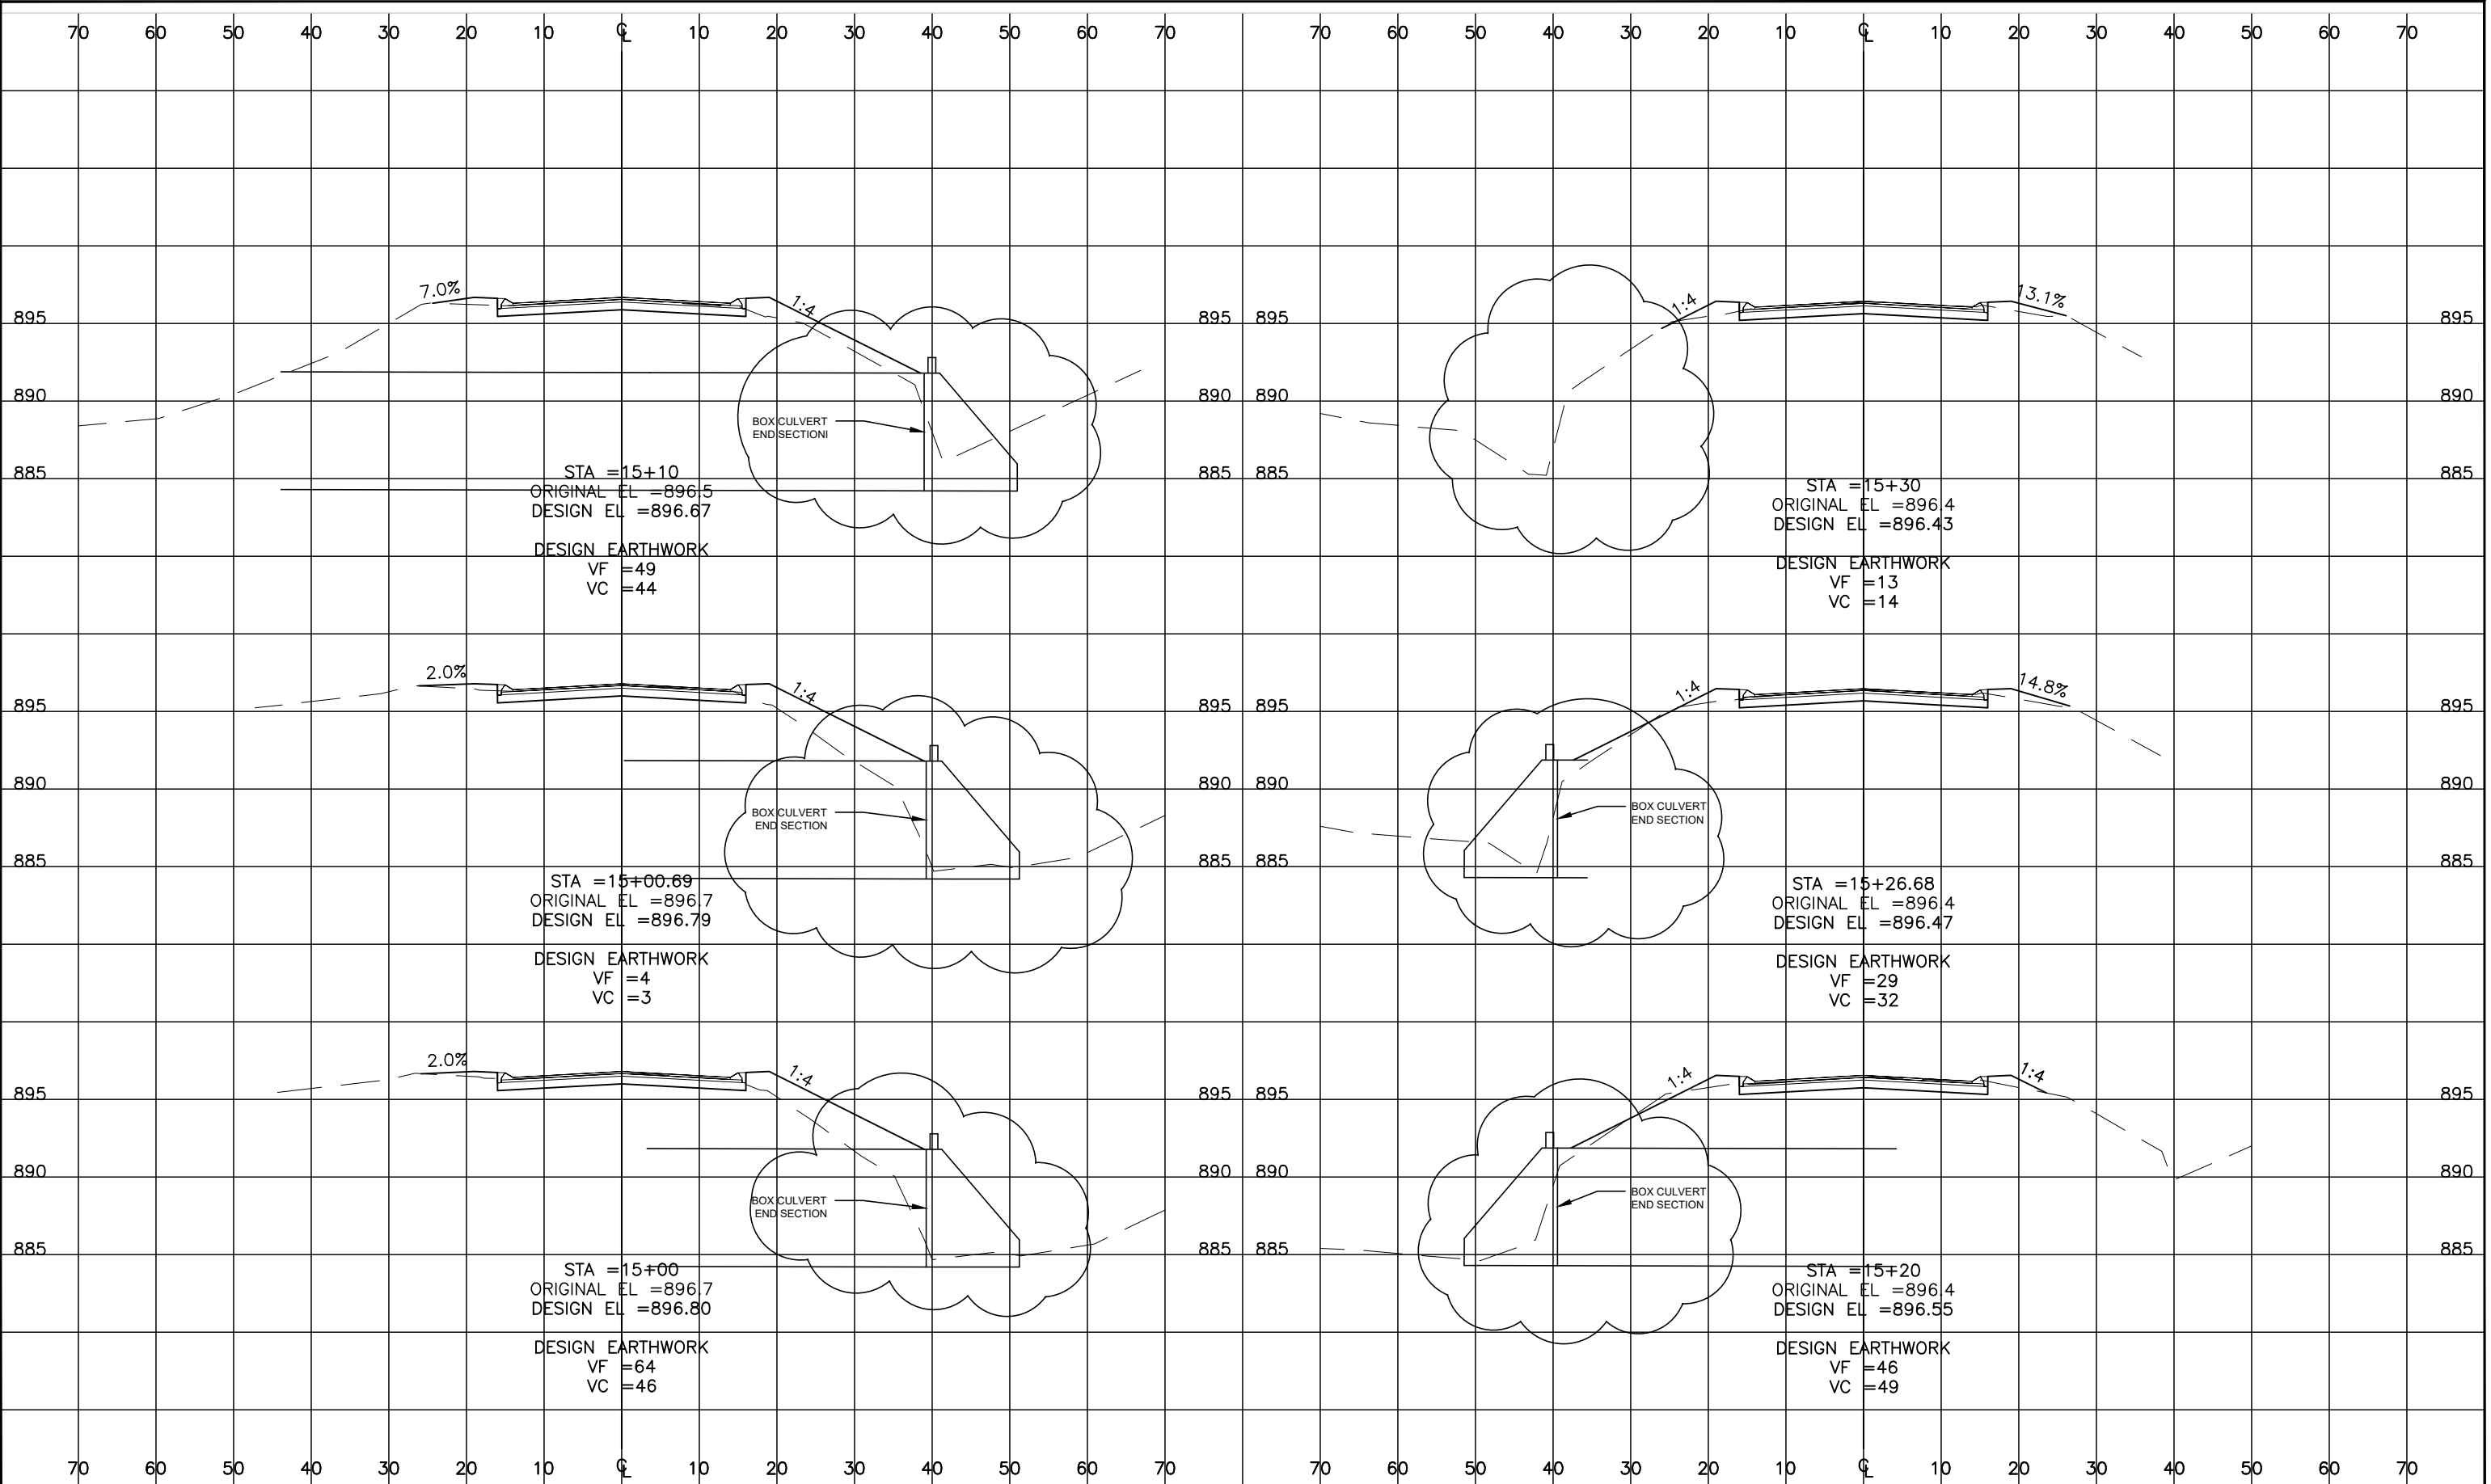 70 60 50 40 30 20 10 ℄ 10 20 30 40 50 60 70 70 60 50 40 30 20 10 ℄ 10 20 30 40 50 60 70
7.0%
1:4
895 895
890 890
885 885
BOX CULVERT
END SECTIONI
STA =15+10
ORIGINAL EL =896.5
DESIGN EL =896.67
DESIGN EARTHWORK
VF =49
VC =44
1:4
13.1%
895 895
890 890
885 885
STA =15+30
ORIGINAL EL =896.4
DESIGN EL =896.43
DESIGN EARTHWORK
VF =13
VC =14
2.0%
1:4
895 895
890 890
885 885
BOX CULVERT
END SECTION
STA =15+00.69
ORIGINAL EL =896.7
DESIGN EL =896.79
DESIGN EARTHWORK
VF =4
VC =3
1:4
14.8%
895 895
890 890
885 885
BOX CULVERT
END SECTION
STA =15+26.68
ORIGINAL EL =896.4
DESIGN EL =896.47
DESIGN EARTHWORK
VF =29
VC =32
2.0%
1:4
895 895
890 890
885 885
BOX CULVERT
END SECTION
STA =15+00
ORIGINAL EL =896.7
DESIGN EL =896.80
DESIGN EARTHWORK
VF =64
VC =46
1:4
1:4
895 895
890 890
885 885
BOX CULVERT
END SECTION
STA =15+20
ORIGINAL EL =896.4
DESIGN EL =896.55
DESIGN EARTHWORK
VF =46
VC =49
70 60 50 40 30 20 10 ℄ 10 20 30 40 50 60 70 70 60 50 40 30 20 10 ℄ 10 20 30 40 50 60 70